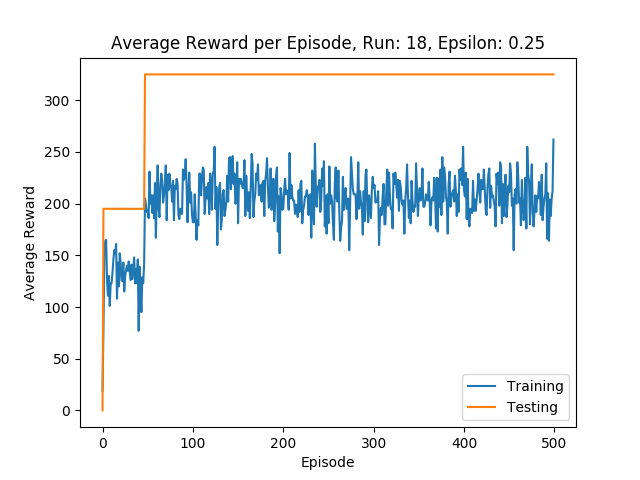 Average Reward per Episode, Run: 18, Epsilon: 0.25
Average Reward
300
250
200
150
100
50
0
0 100 200 300 400 500
Episode
Training
Testing